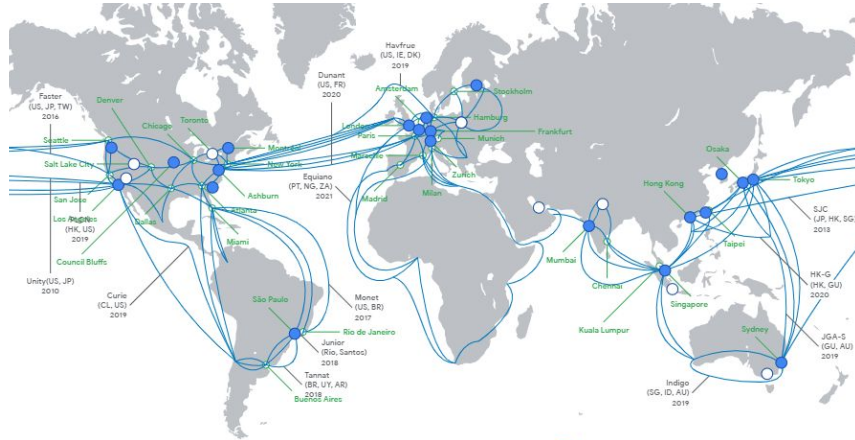 Havfrue
(US, IE, DK)
2019
Dunant
(US, FR)
2020
Amsterdam
Stockholm
Faster
(US, JP, TW)
2016
Denver
Toronto
Chicago
Hamburg
London
Frankfurt
Seattle
Montréal
Paris
Munich
Osaka
Salt Lake City
New York
Equiano
(PT, NG, ZA)
2021
Zurich
Tokyo
Hong Kong
Ashburn
Madrid
Milan
San Jose
Los Angeles
(HK, US)
2019
Dallas
Atlanta
SJC
(JP, HK, SG)
2013
Miami
Taipei
Mumbai
Council Bluffs
HK-G
(HK, GU)
2020
Unity(US, JP)
2010
Chennai
Curie
(CL, US)
2019
Monet
(US, BR)
2017
São Paulo
Singapore
Kuala Lumpur
Rio de Janeiro
Sydney
Junior
(Rio, Santos)
2018
JGA-S
(GU, AU)
2019
Tannat
(BR, UY, AR)
2018
Indigo
(SG, ID, AU)
2019
Buenos Aires